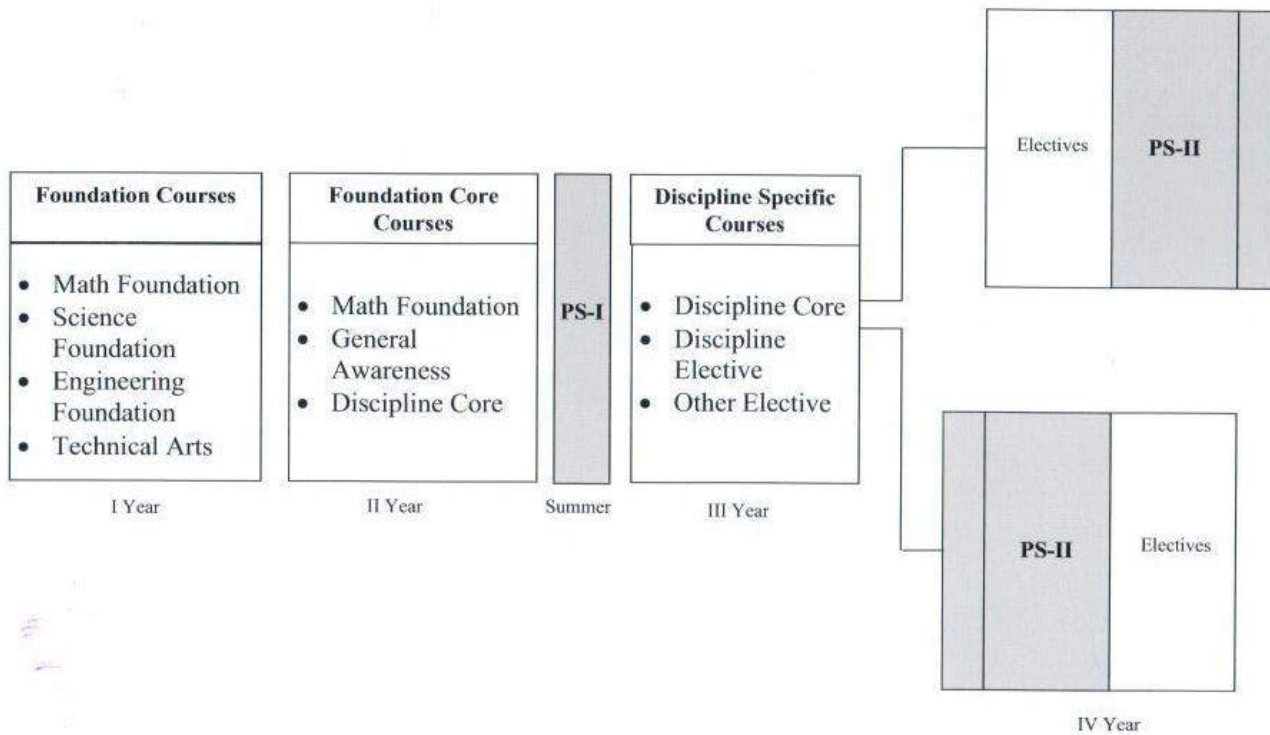 Foundation Courses
• Math Foundation
• Science
Foundation
• Engineering
Foundation
• Technical Arts
I Year
Foundation Core
Courses
• Math Foundation
• General
Awareness
• Discipline Core
II Year
PS-I
Summer
Discipline Specific
Courses
• Discipline Core
• Discipline
Elective
• Other Elective
III Year
Electives
PS-II
PS-II
Electives
IV Year